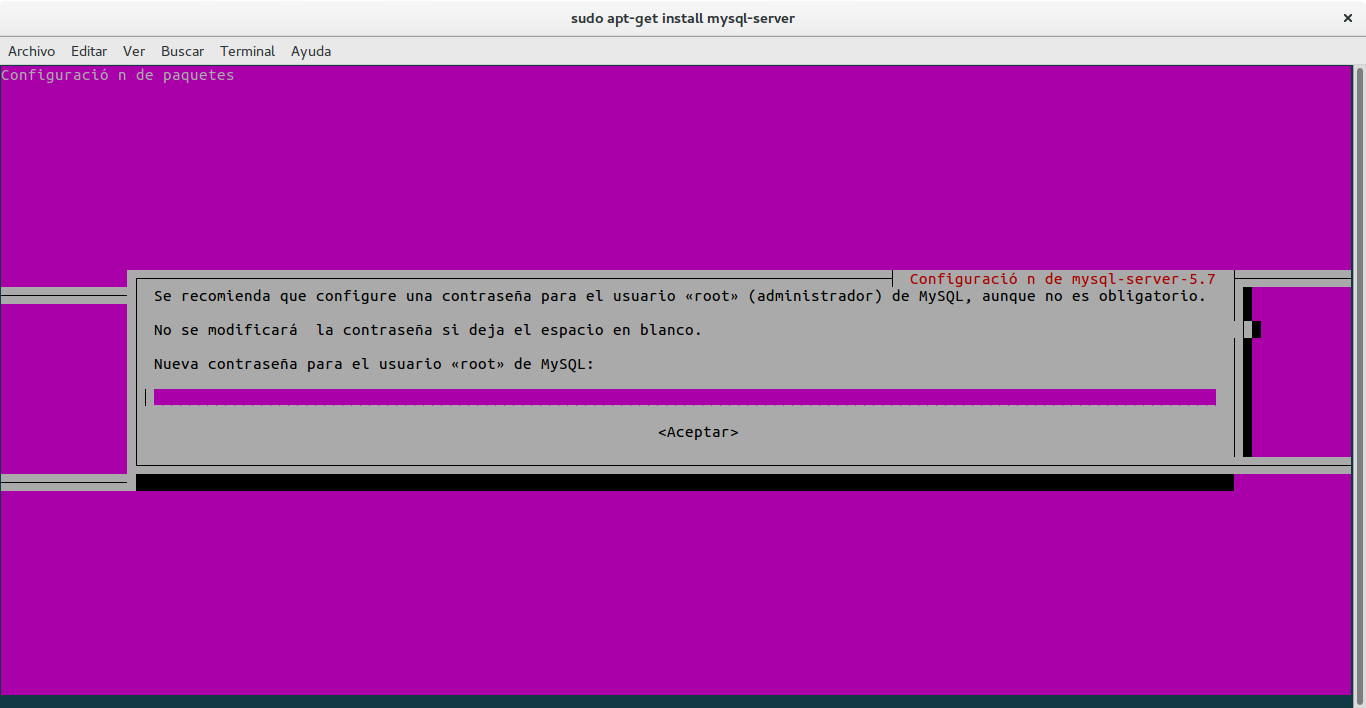 sudo apt-get install mysql-server
Archivo Editar Ver Buscar Terminal Ayuda
Configuració n de paquetes
Configuració n de mysql-server-5.7
Se recomienda que configure una contraseña para el usuario «root» (administrador) de MySQL, aunque no es obligatorio.
No se modificará  la contraseña si deja el espacio en blanco.
Nueva contraseña para el usuario «root» de MySQL:
<Aceptar>